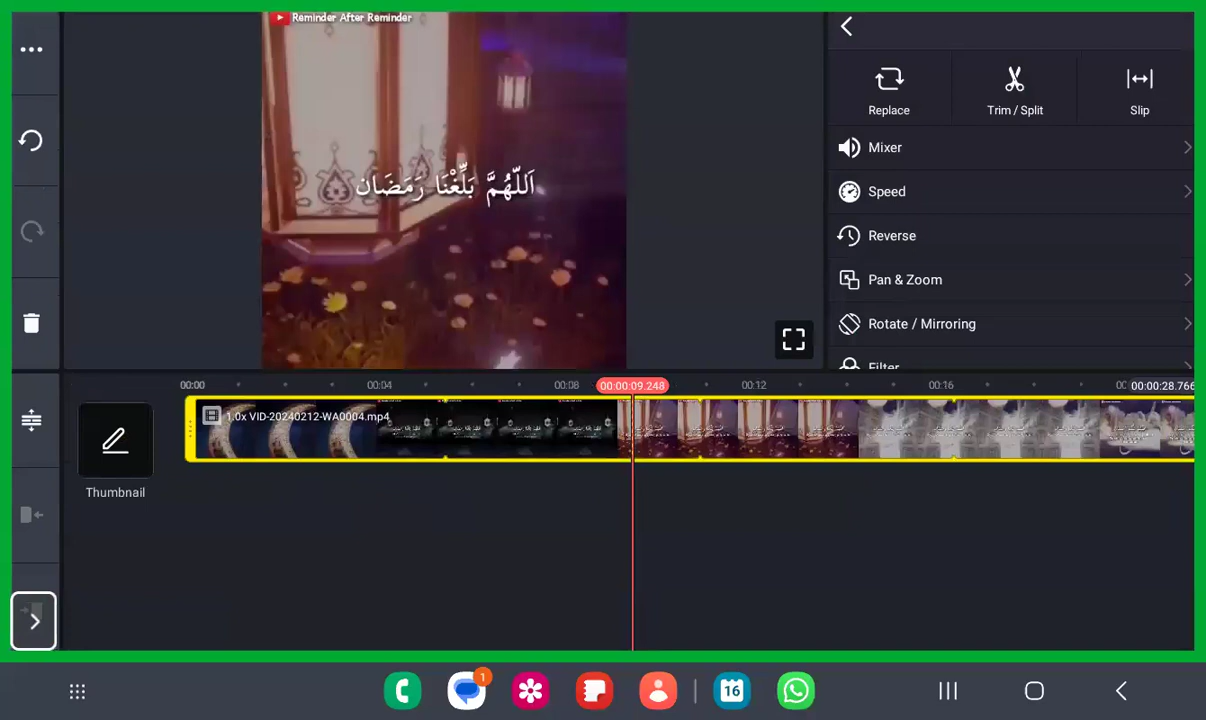 Reminder After Reminder
اَللّٰهُمَّ بَلِّغْنَا رَمَضَان
Replace
Trim / Split
Slip
Mixer
Speed
Reverse
Pan & Zoom
Rotate / Mirroring
Filter
00:00
00:04
00:08
00:00:09.248
00:12
00:16
00:00:28.766
1.0x VID-20240212-WA0004.mp4
Thumbnail
1
16